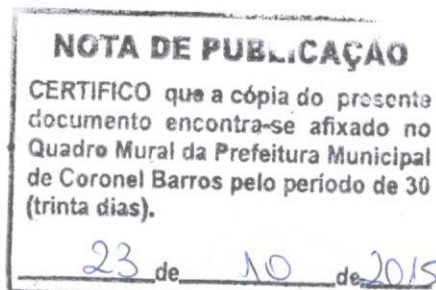 NOTA DE PUBLICAÇÃO
CERTIFICO que a cópia do presente
documento encontra-se afixado no
Quadro Mural da Prefeitura Municipal
de Coronel Barros pelo período de 30
(trinta dias).
23 de 10 de 2015